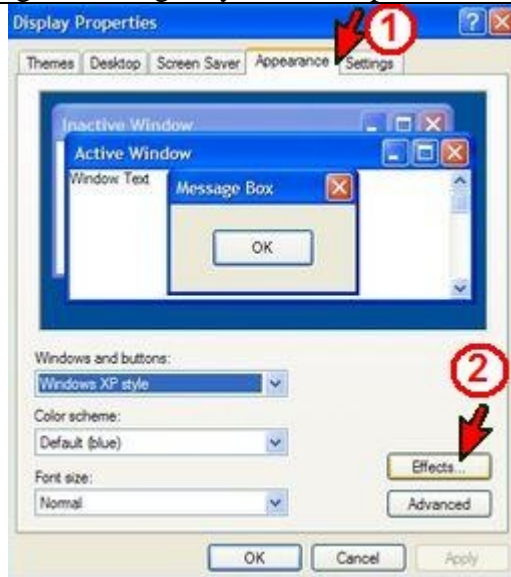 Display Properties
1
Themes Desktop Screen Saver Appearance Settings
Inactive Window
Active Window
Window Text
Message Box
OK
Windows and buttons:
Windows XP style
2
Color scheme:
Default (blue)
Effects...
Font size:
Normal
Advanced
OK Cancel Apply